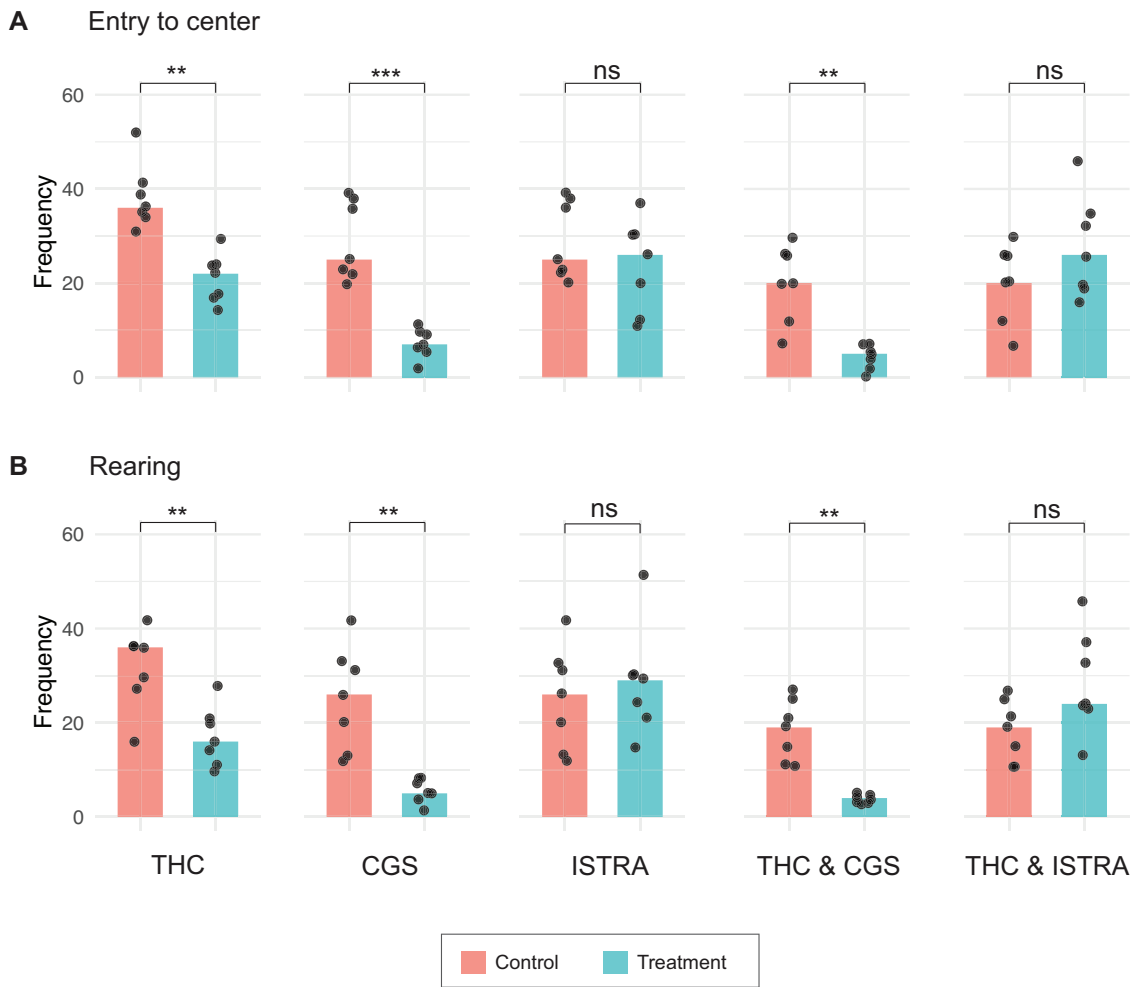 A Entry to center
** *** ns ** ns
60
40
20
0
Frequency
B Rearing
** ** ns ** ns
60
40
20
0
Frequency
THC CGS ISTRA THC & CGS THC & ISTRA
Control Treatment